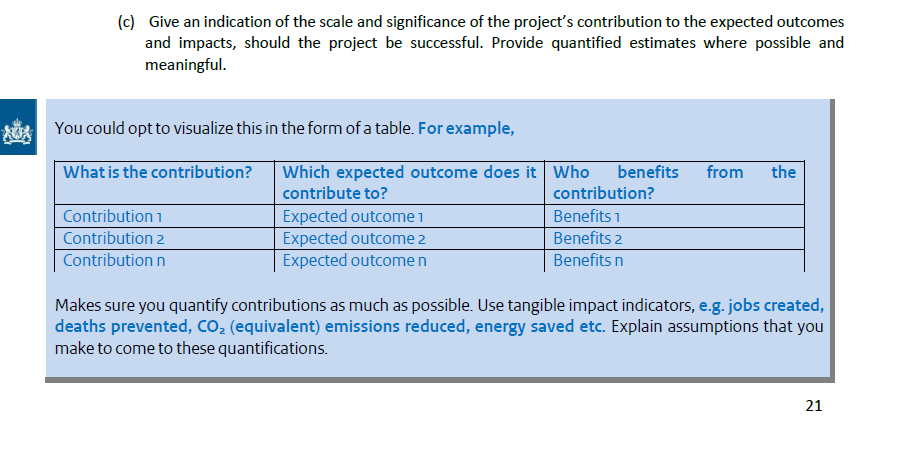 (c) Give an indication of the scale and significance of the project's contribution to the expected outcomes
and impacts, should the project be successful. Provide quantified estimates where possible and
meaningful.
You could opt to visualize this in the form of a table. For example,
What is the contribution? Which expected outcome does it Who benefits from the
contribute to? contribution?
Contribution 1 Expected outcome 1 Benefits 1
Contribution 2 Expected outcome 2 Benefits 2
Contribution n Expected outcome n Benefits n
Makes sure you quantify contributions as much as possible. Use tangible impact indicators, e.g. jobs created,
deaths prevented, CO₂ (equivalent) emissions reduced, energy saved etc. Explain assumptions that you
make to come to these quantifications.
21